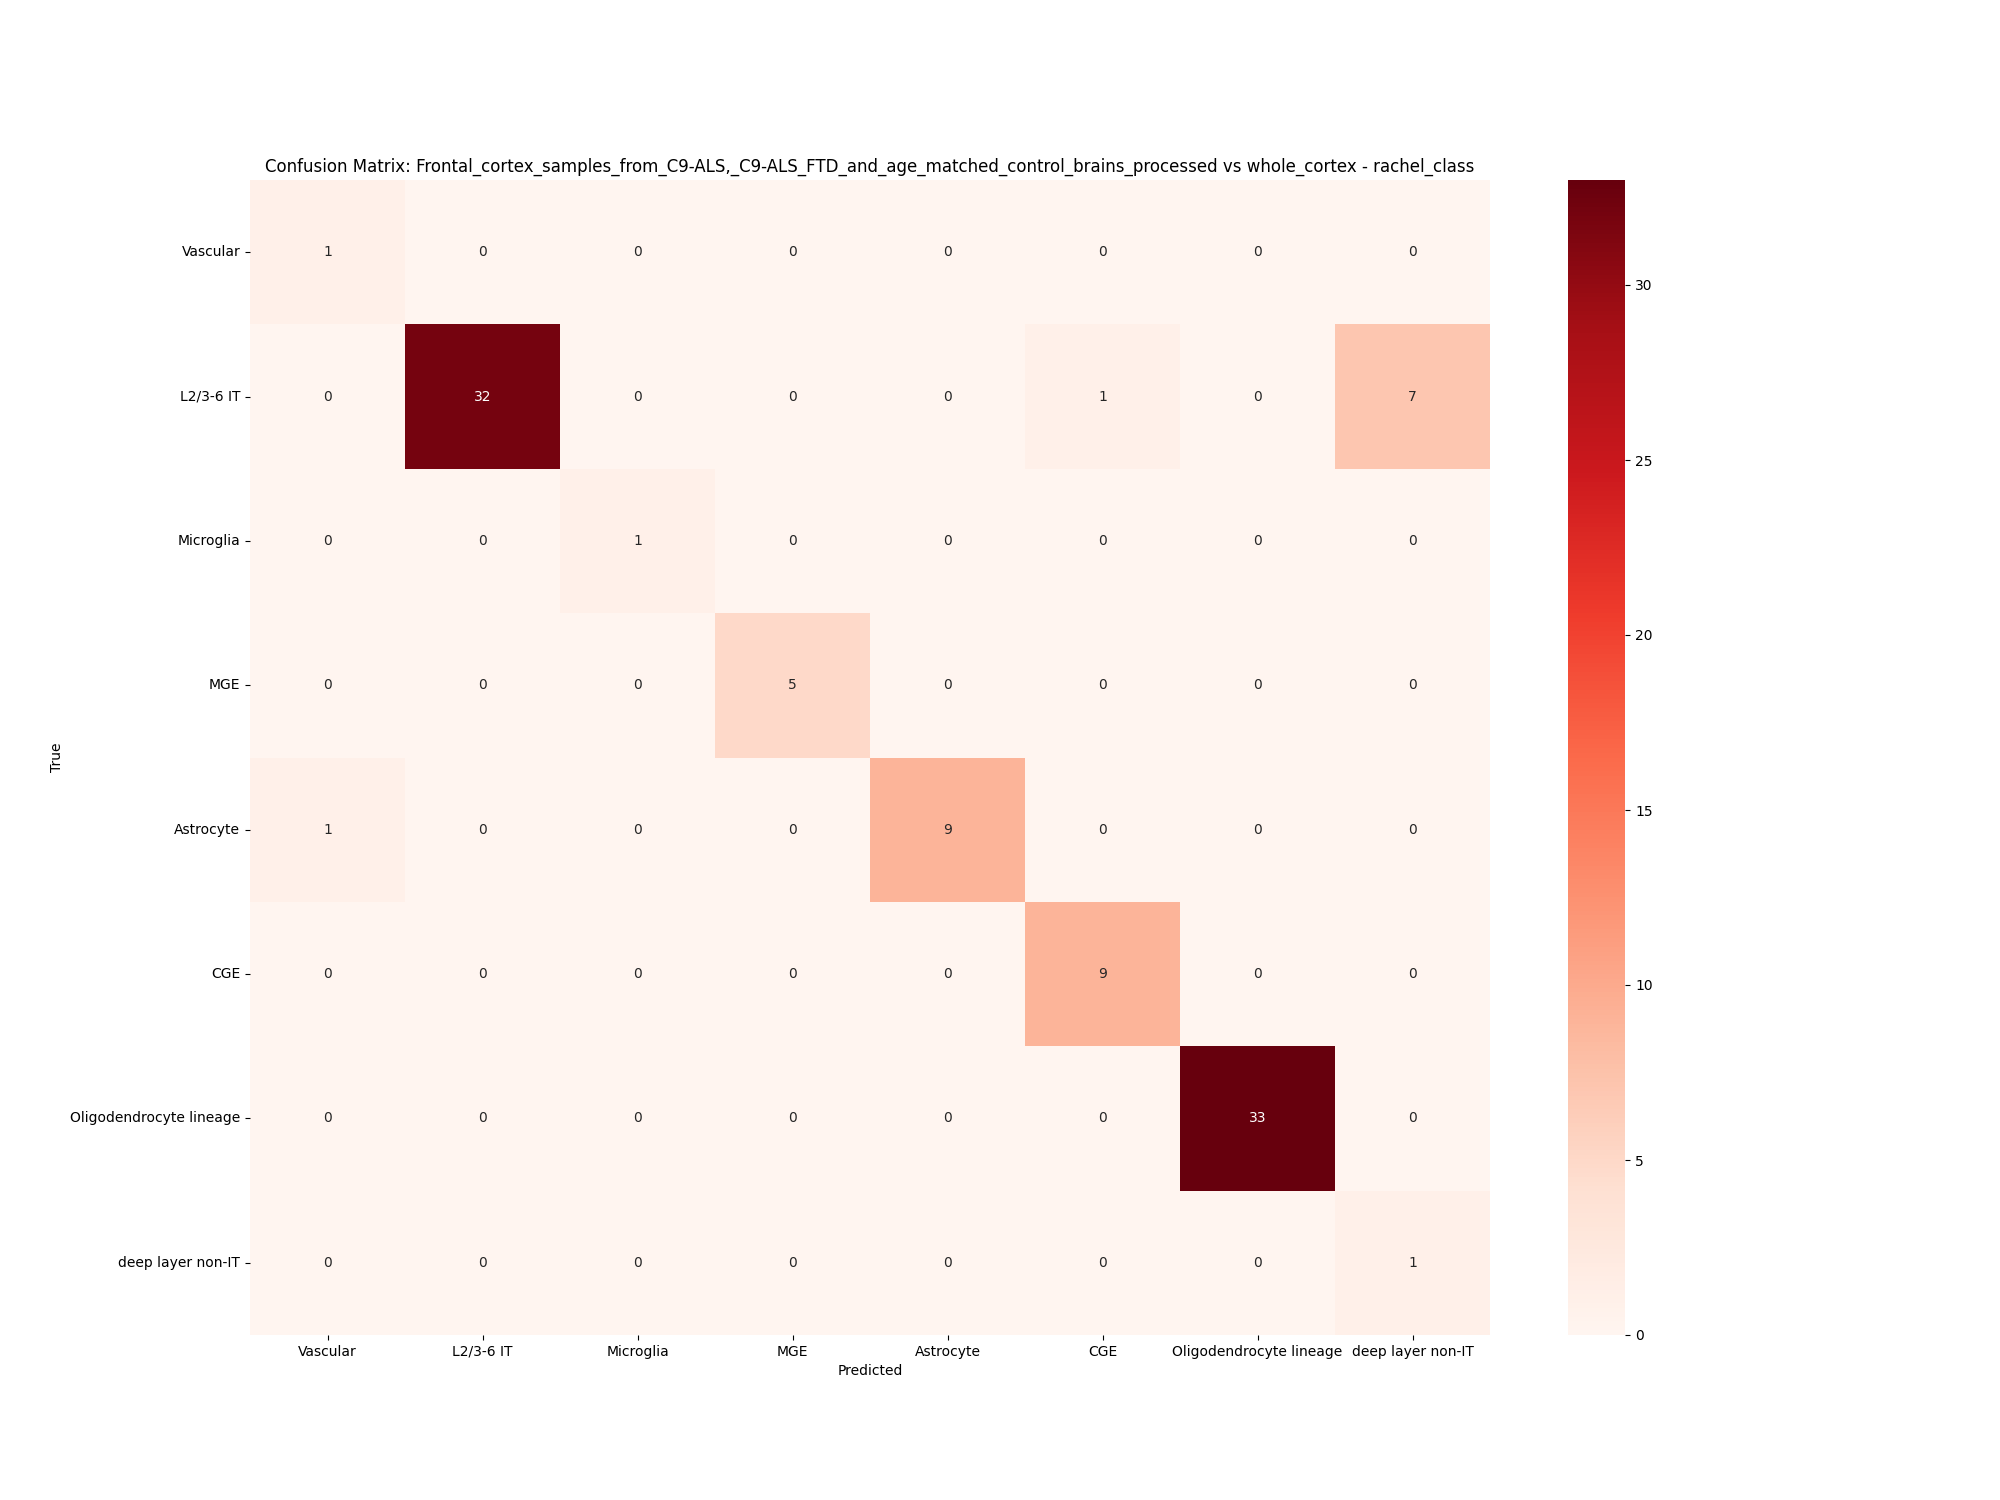 Confusion Matrix: Frontal_cortex_samples_from_C9-ALS,_C9-ALS_FTD_and_age_matched_control_brains_processed vs whole_cortex - rachel_class
True
Vascular 1 0 0 0 0 0 0 0
L2/3-6 IT 0 32 0 0 0 1 0 7
Microglia 0 0 1 0 0 0 0 0
MGE 0 0 0 5 0 0 0 0
Astrocyte 1 0 0 0 9 0 0 0
CGE 0 0 0 0 0 9 0 0
Oligodendrocyte lineage 0 0 0 0 0 0 33 0
deep layer non-IT 0 0 0 0 0 0 0 1
Vascular L2/3-6 IT Microglia MGE Astrocyte CGE Oligodendrocyte lineage deep layer non-IT
Predicted
30
25
20
15
10
5
0